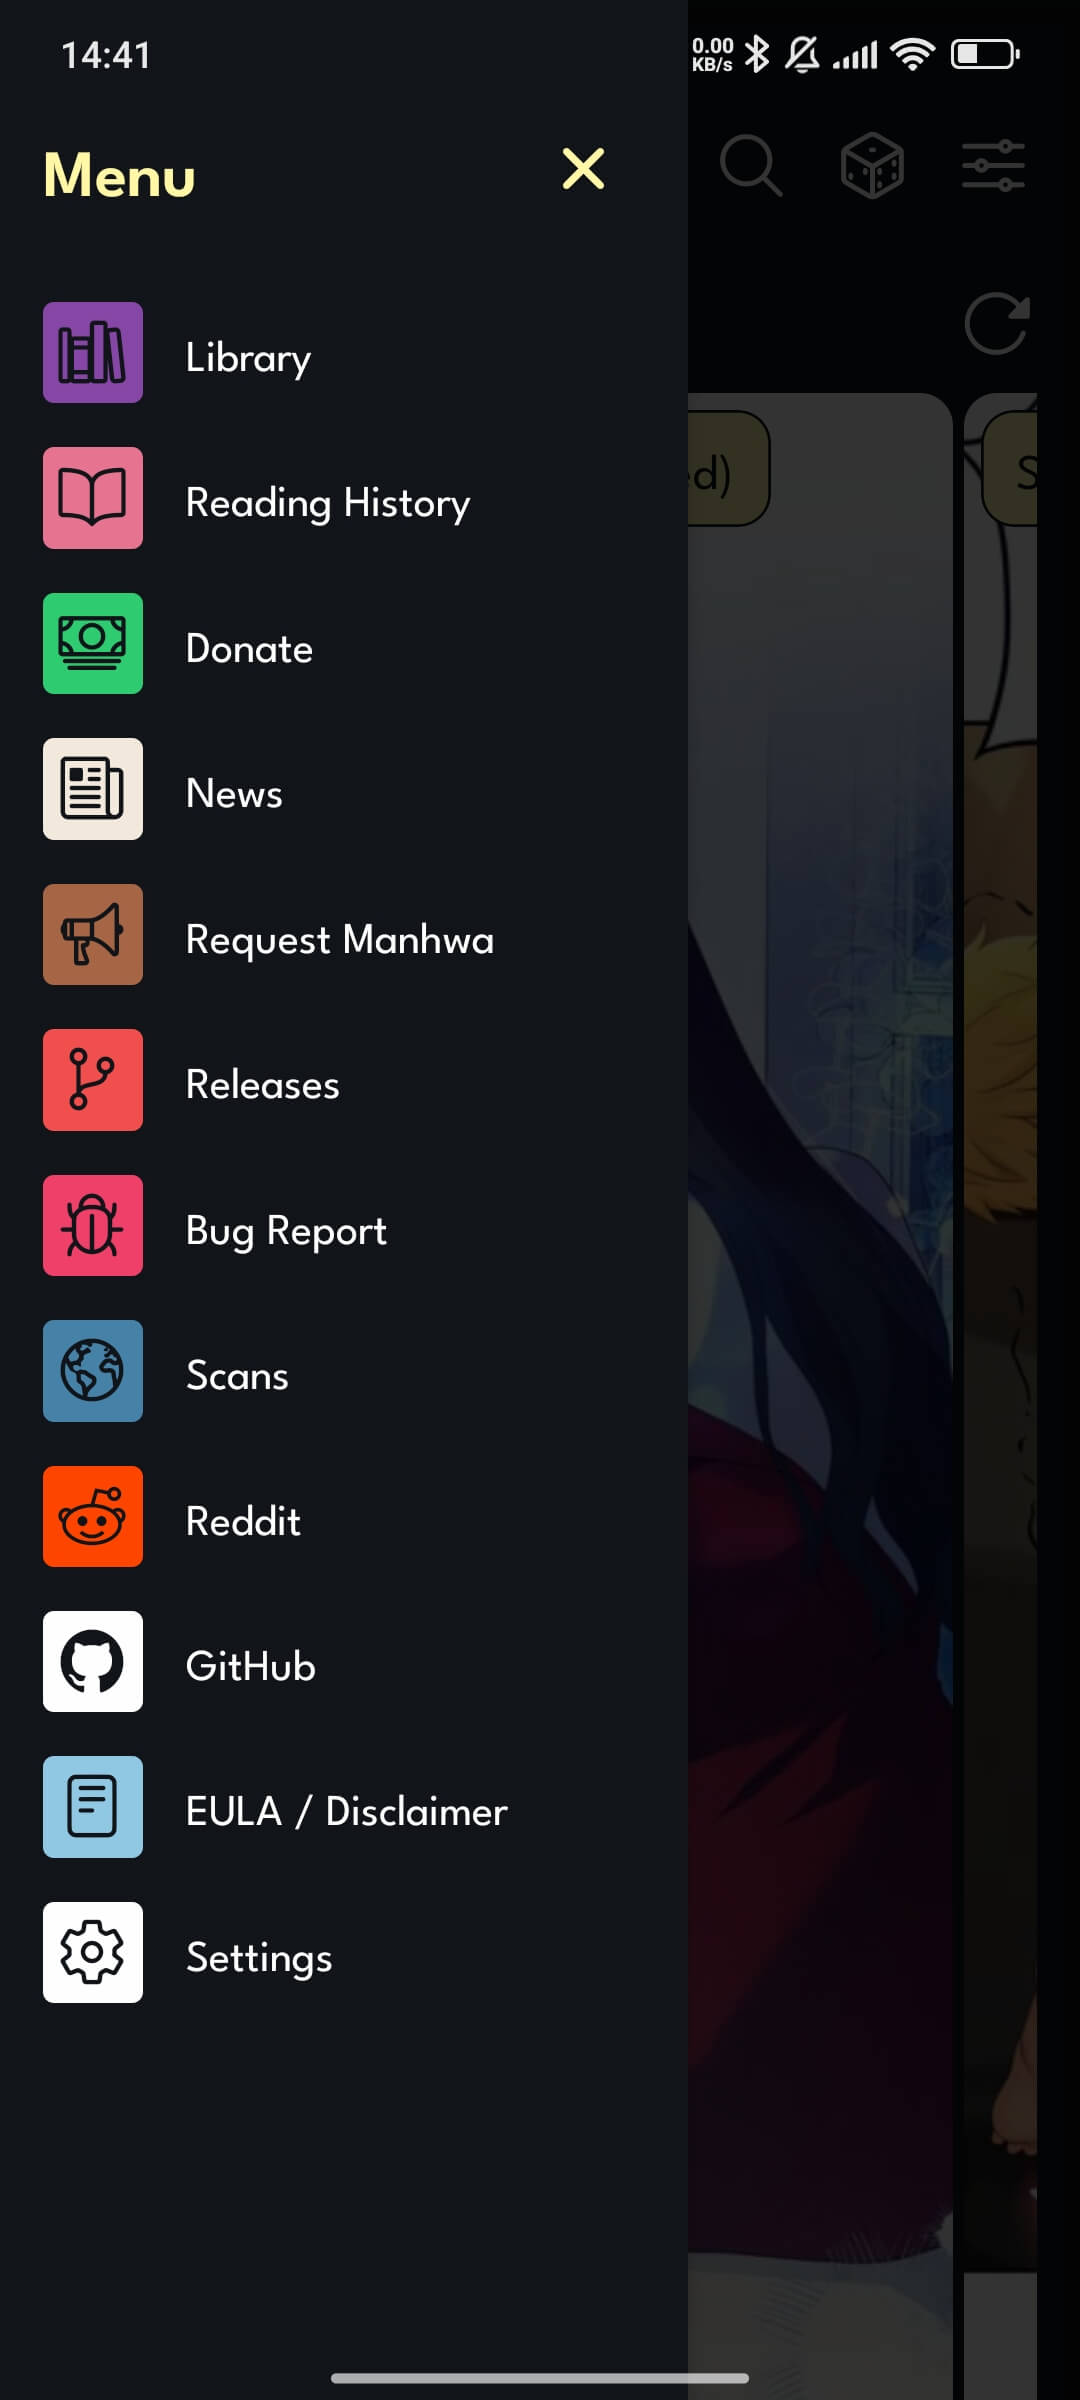 14:41
0.00
KB/s
Menu
Library
d)
S
Reading History
Donate
News
Request Manhwa
Releases
Bug Report
Scans
Reddit
GitHub
EULA / Disclaimer
Settings